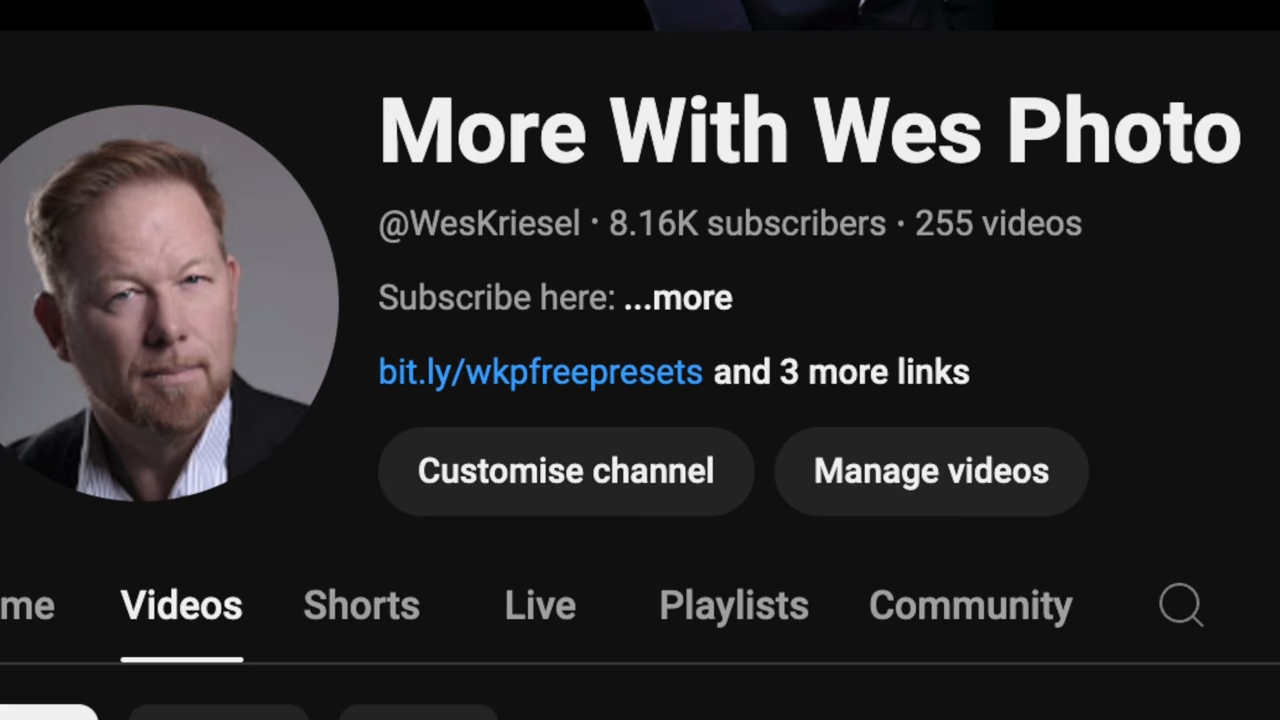 More With Wes Photo
@WesKriesel · 8.16K subscribers · 255 videos
Subscribe here: ...more
bit.ly/wkpfreepresets and 3 more links
Customise channel Manage videos
me Videos Shorts Live Playlists Community